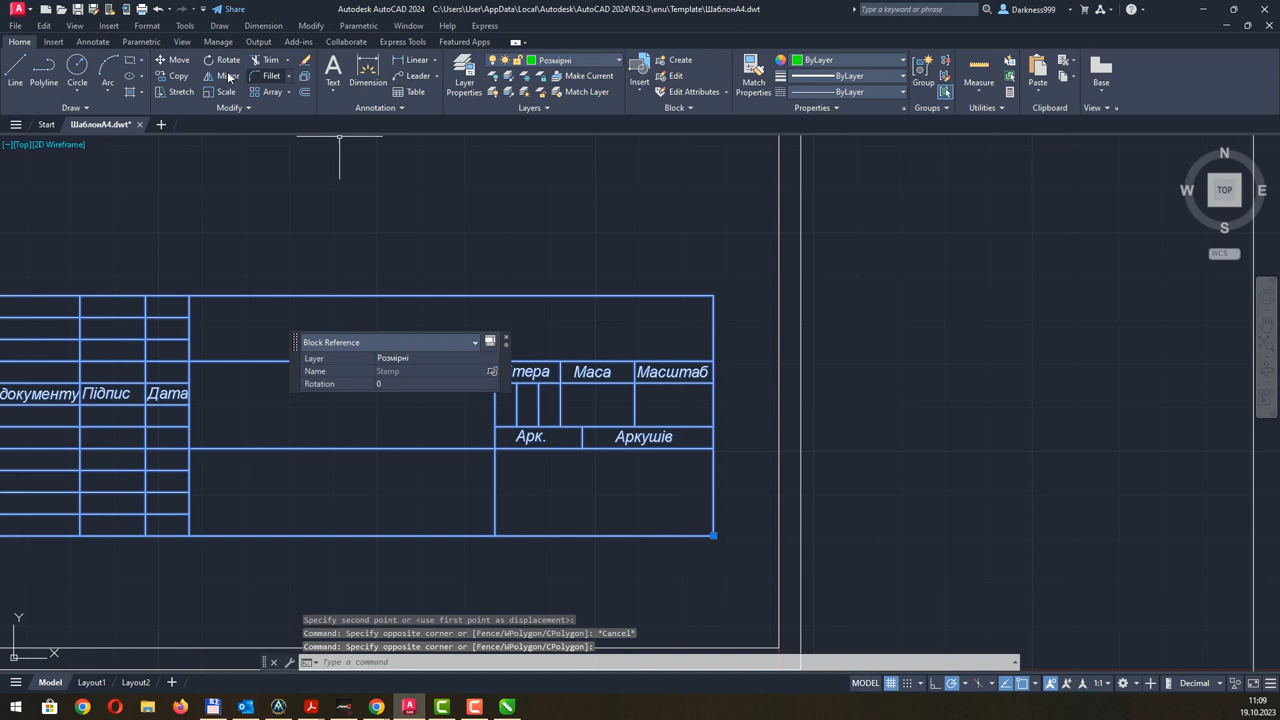 Share
Autodesk AutoCAD 2024 C:\Users\User\AppData\Local\Autodesk\AutoCAD 2024\R24.3\enu\Template\ШаблонA4.dwt
Type a keyword or phrase
Darkness999
File Edit View Insert Format Tools Draw Dimension Modify Parametric Window Help Express
Home Insert Annotate Parametric View Manage Output Add-ins Collaborate Express Tools Featured Apps
Line Polyline Circle Arc
Move Rotate Trim
Copy Fillet
Stretch Scale Array
Text Dimension
Linear
Leader
Table
Layer Properties
Розмірні
Make Current
Match Layer
Insert
Create
Edit
Edit Attributes
Match Properties
ByLayer
ByLayer
ByLayer
Group
Measure
Paste
Base
Draw Modify Annotation Layers Block Properties Groups Utilities Clipboard View
Start ШаблонA4.dwt*
[−][Top][2D Wireframe]
N
W TOP E
S
WCS
Block Reference
Layer Розмірні
Name Stamp
Rotation 0
тера Маса Масштаб
документу Підпис Дата
Арк. Аркушів
Y
X
Specify second point or <use first point as displacement>:
Command: Specify opposite corner or [Fence/WPolygon/CPolygon]: *Cancel*
Command: Specify opposite corner or [Fence/WPolygon/CPolygon]:
Type a command
Model Layout1 Layout2
MODEL 1:1 Decimal
11:09
19.10.2023